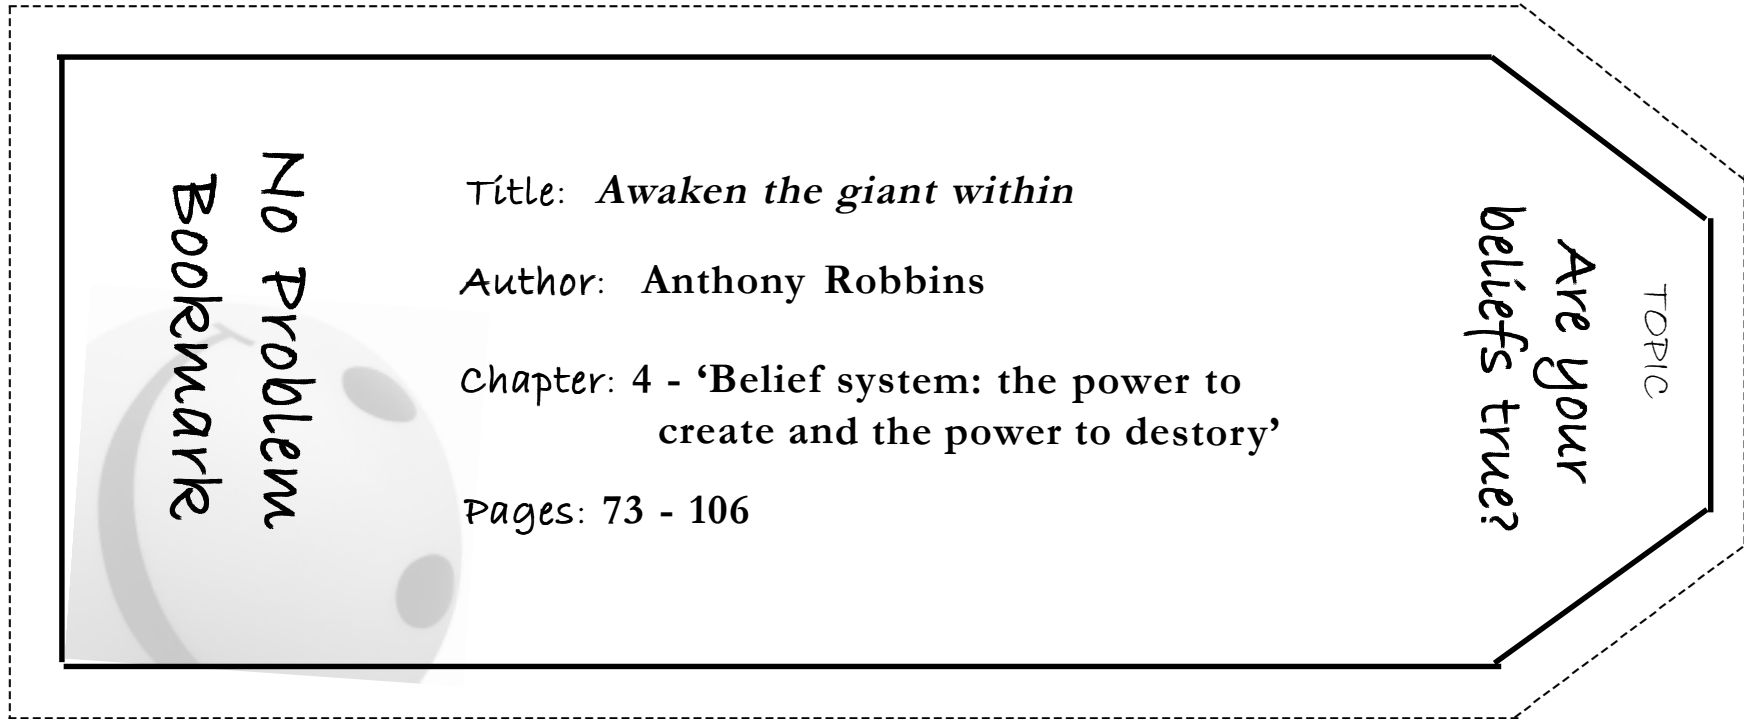 No Problem
Bookmark
Title: Awaken the giant within
Author: Anthony Robbins
Chapter: 4 - ‘Belief system: the power to
create and the power to destory’
Pages: 73 - 106
TOPIC
Are your
beliefs true?